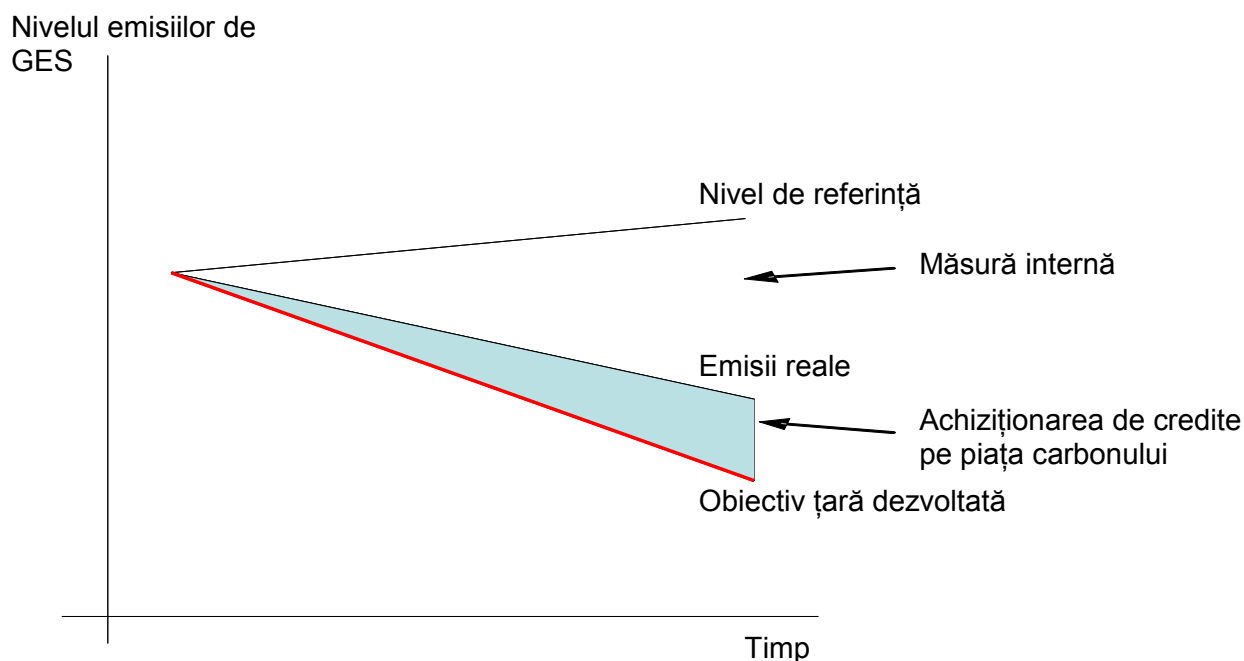 Nivelul emisiilor de
GES
Nivel de referință
Măsură internă
Emisii reale
Achiziționarea de credite
pe piața carbonului
Obiectiv țară dezvoltată
Timp